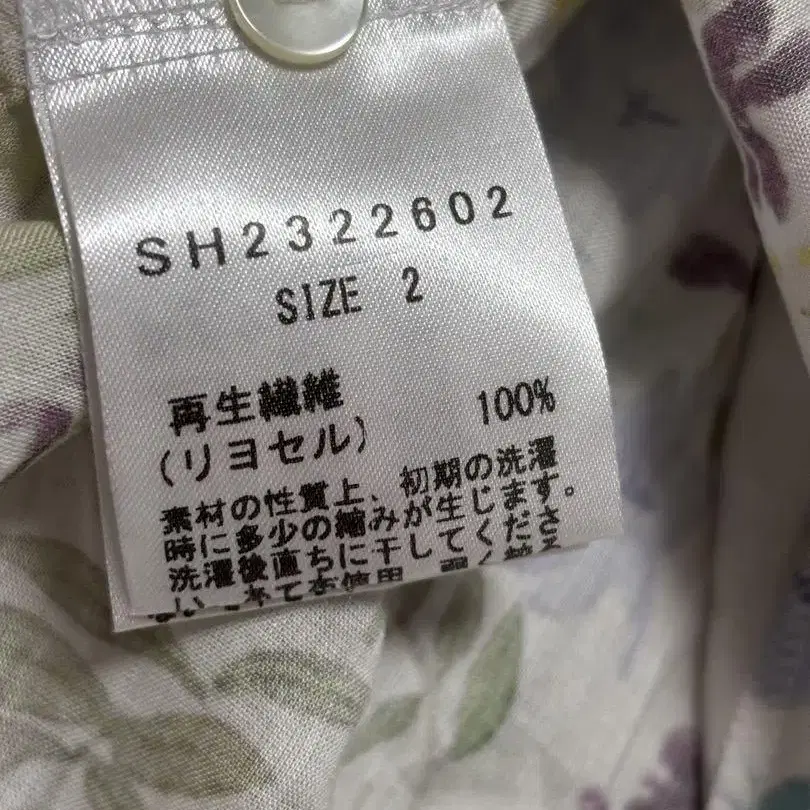 SH2322602
SIZE 2
再生繊維 100%
(リヨセル)
素材の性質上、初期の洗濯
時に多少の縮みが生じます。
洗濯後直ちに干してくださ